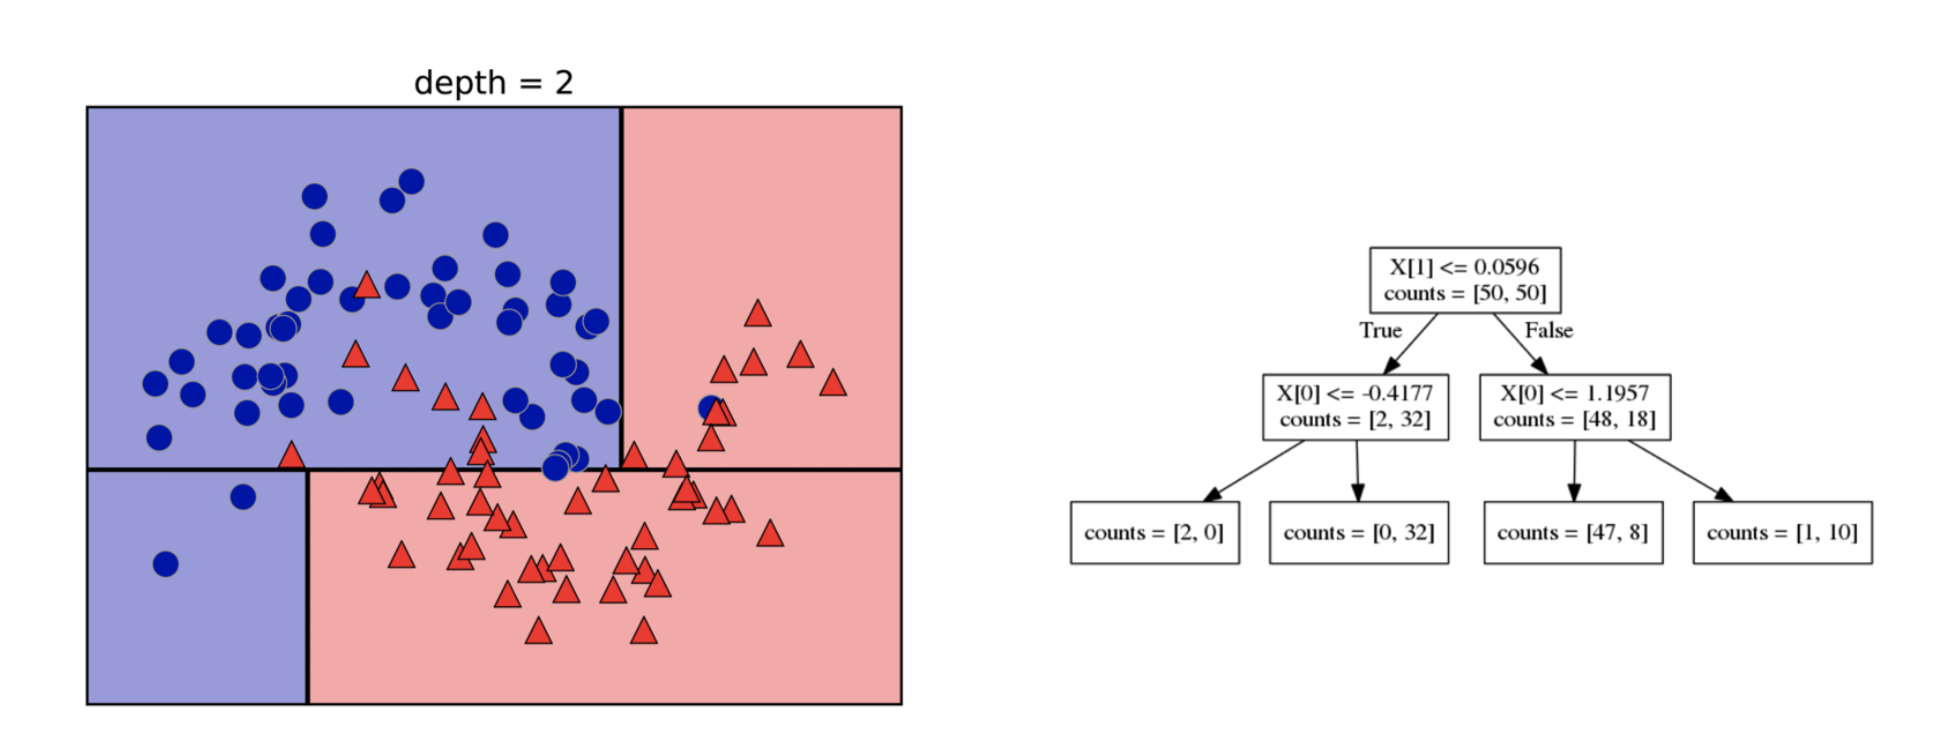 depth = 2
X[1] <= 0.0596
counts = [50, 50]
True
False
X[0] <= -0.4177
counts = [2, 32]
X[0] <= 1.1957
counts = [48, 18]
counts = [2, 0]
counts = [0, 32]
counts = [47, 8]
counts = [1, 10]